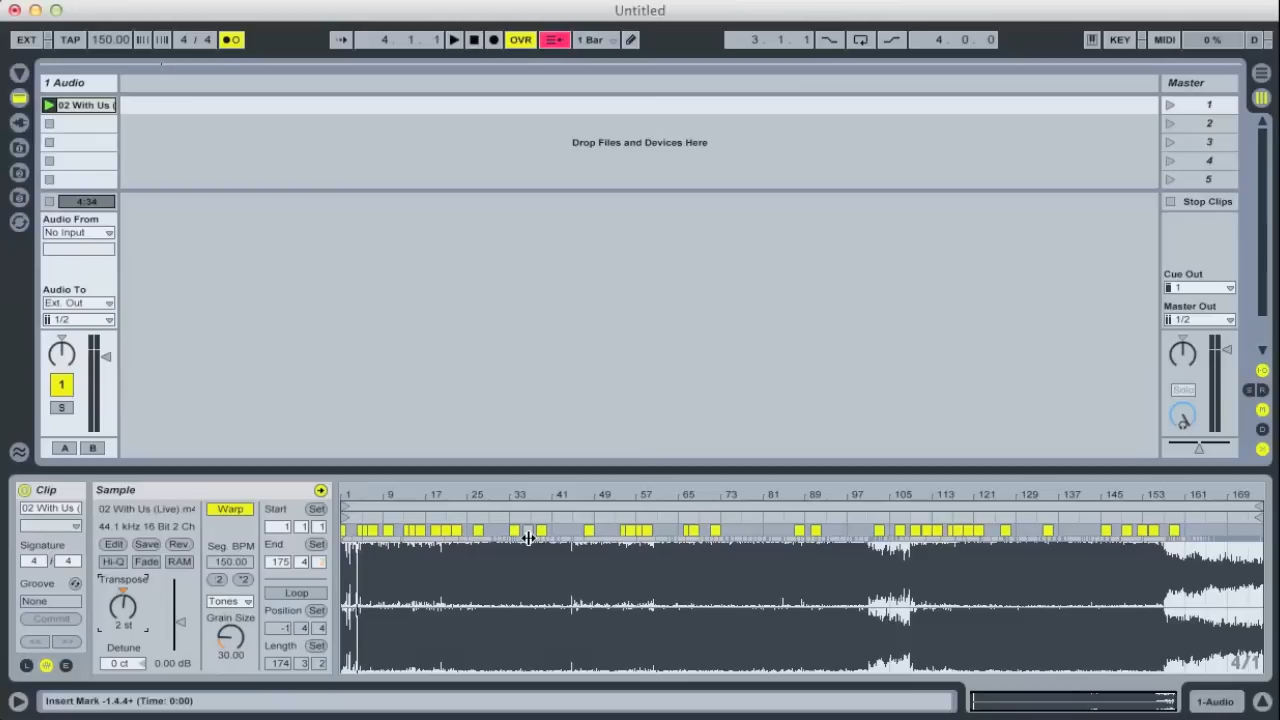 Untitled
EXT TAP 150.00 4 / 4 4. 1. 1 OVR 1 Bar 3. 1. 1 4. 0. 0 KEY MIDI 0 % D
1 Audio Master
02 With Us ( 1
Drop Files and Devices Here
2
3
4
5
4:34 Stop Clips
Audio From
No Input
Audio To Cue Out
Ext. Out 1
1/2 Master Out
1/2
1 Solo
S
A B
S R
M
D
Clip Sample
02 With Us ( 02 With Us (Live) m4 Warp Start Set
44.1 kHz 16 Bit 2 Ch 1 1 1
Signature Edit Save Rev. Seg. BPM End Set
4 / 4 Hi-Q Fade RAM 150.00 175 4
Groove Transpose :2 *2 Loop
None 2 st Tones Position Set
Commit Grain Size -1 4 4
<< >> Detune 30.00 Length Set
L E 0 ct 0.00 dB 174 3 2
1 9 17 25 33 41 49 57 65 73 81 89 97 105 113 121 129 137 145 153 161 169
4/1
Insert Mark -1.4.4+ (Time: 0:00) 1-Audio